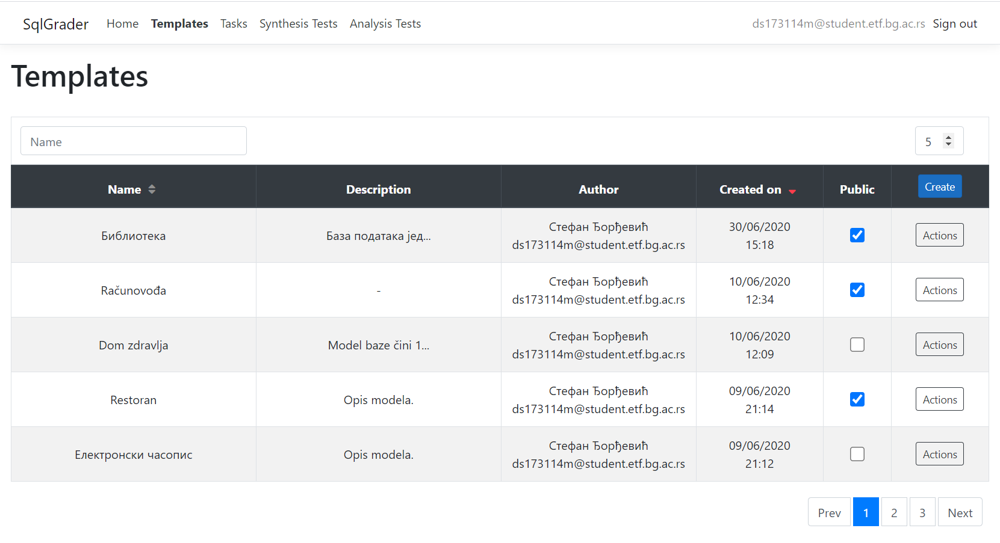 SqlGrader Home Templates Tasks Synthesis Tests Analysis Tests ds173114m@student.etf.bg.ac.rs Sign out
Templates
Name 5
Name Description Author Created on Public Create
Библиотека База података јед... Стефан Ђорђевић 30/06/2020 Actions
ds173114m@student.etf.bg.ac.rs 15:18
Računovođa - Стефан Ђорђевић 10/06/2020 Actions
ds173114m@student.etf.bg.ac.rs 12:34
Dom zdravlja Model baze čini 1... Стефан Ђорђевић 10/06/2020 Actions
ds173114m@student.etf.bg.ac.rs 12:09
Restoran Opis modela. Стефан Ђорђевић 09/06/2020 Actions
ds173114m@student.etf.bg.ac.rs 21:14
Електронски часопис Opis modela. Стефан Ђорђевић 09/06/2020 Actions
ds173114m@student.etf.bg.ac.rs 21:12
Prev 1 2 3 Next